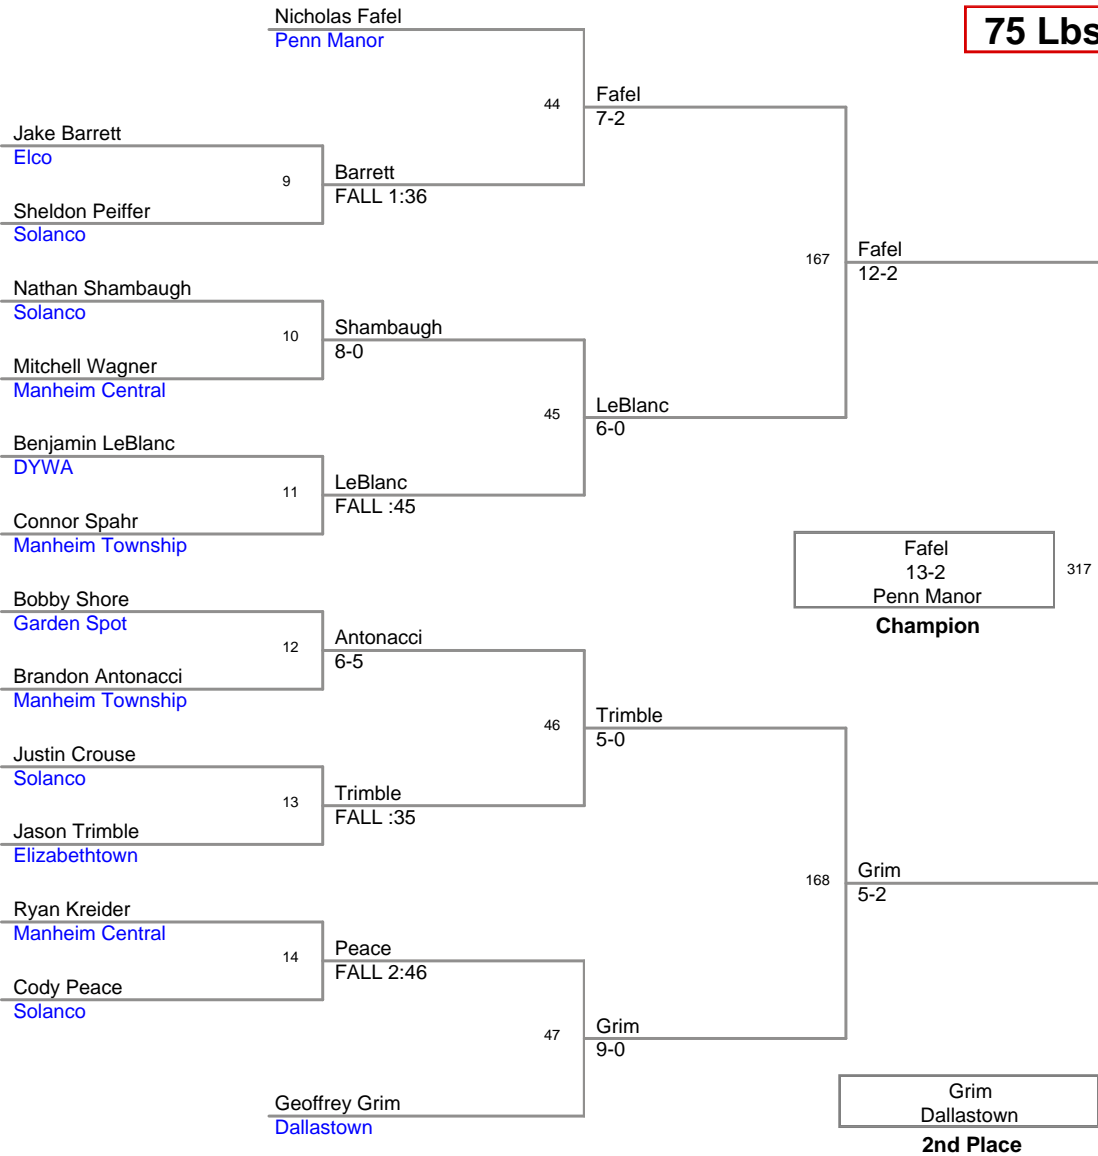 Nicholas Fafel
Penn Manor
75 Lbs
44
Fafel
7-2
Jake Barrett
Elco
9
Barrett
FALL 1:36
Sheldon Peiffer
Solanco
167
Fafel
12-2
Nathan Shambaugh
Solanco
10
Shambaugh
8-0
Mitchell Wagner
Manheim Central
45
LeBlanc
6-0
Benjamin LeBlanc
DYWA
11
LeBlanc
FALL :45
Connor Spahr
Manheim Township
Fafel
13-2
Penn Manor
317
Champion
Bobby Shore
Garden Spot
12
Antonacci
6-5
Brandon Antonacci
Manheim Township
46
Trimble
5-0
Justin Crouse
Solanco
13
Trimble
FALL :35
Jason Trimble
Elizabethtown
168
Grim
5-2
Ryan Kreider
Manheim Central
14
Peace
FALL 2:46
Cody Peace
Solanco
47
Grim
9-0
Geoffrey Grim
Dallastown
Grim
Dallastown
2nd Place